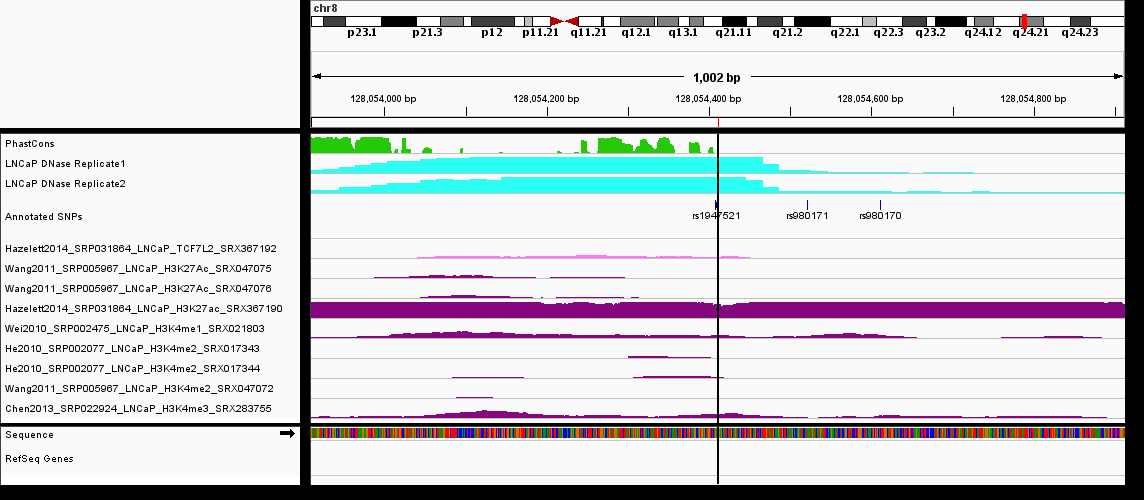 chr8
p23.1 p21.3 p12 p11.21 q11.21 q12.1 q13.1 q21.11 q21.2 q22.1 q22.3 q23.2 q24.12 q24.21 q24.23
1,002 bp
128,054,000 bp 128,054,200 bp 128,054,400 bp 128,054,600 bp 128,054,800 bp
PhastCons
LNCaP DNase Replicate1
LNCaP DNase Replicate2
Annotated SNPs
rs1947521 rs980171 rs980170
Hazelett2014_SRP031864_LNCaP_TCF7L2_SRX367192
Wang2011_SRP005967_LNCaP_H3K27Ac_SRX047075
Wang2011_SRP005967_LNCaP_H3K27Ac_SRX047076
Hazelett2014_SRP031864_LNCaP_H3K27ac_SRX367190
Wei2010_SRP002475_LNCaP_H3K4me1_SRX021803
He2010_SRP002077_LNCaP_H3K4me2_SRX017343
He2010_SRP002077_LNCaP_H3K4me2_SRX017344
Wang2011_SRP005967_LNCaP_H3K4me2_SRX047072
Chen2013_SRP022924_LNCaP_H3K4me3_SRX283755
Sequence
RefSeq Genes